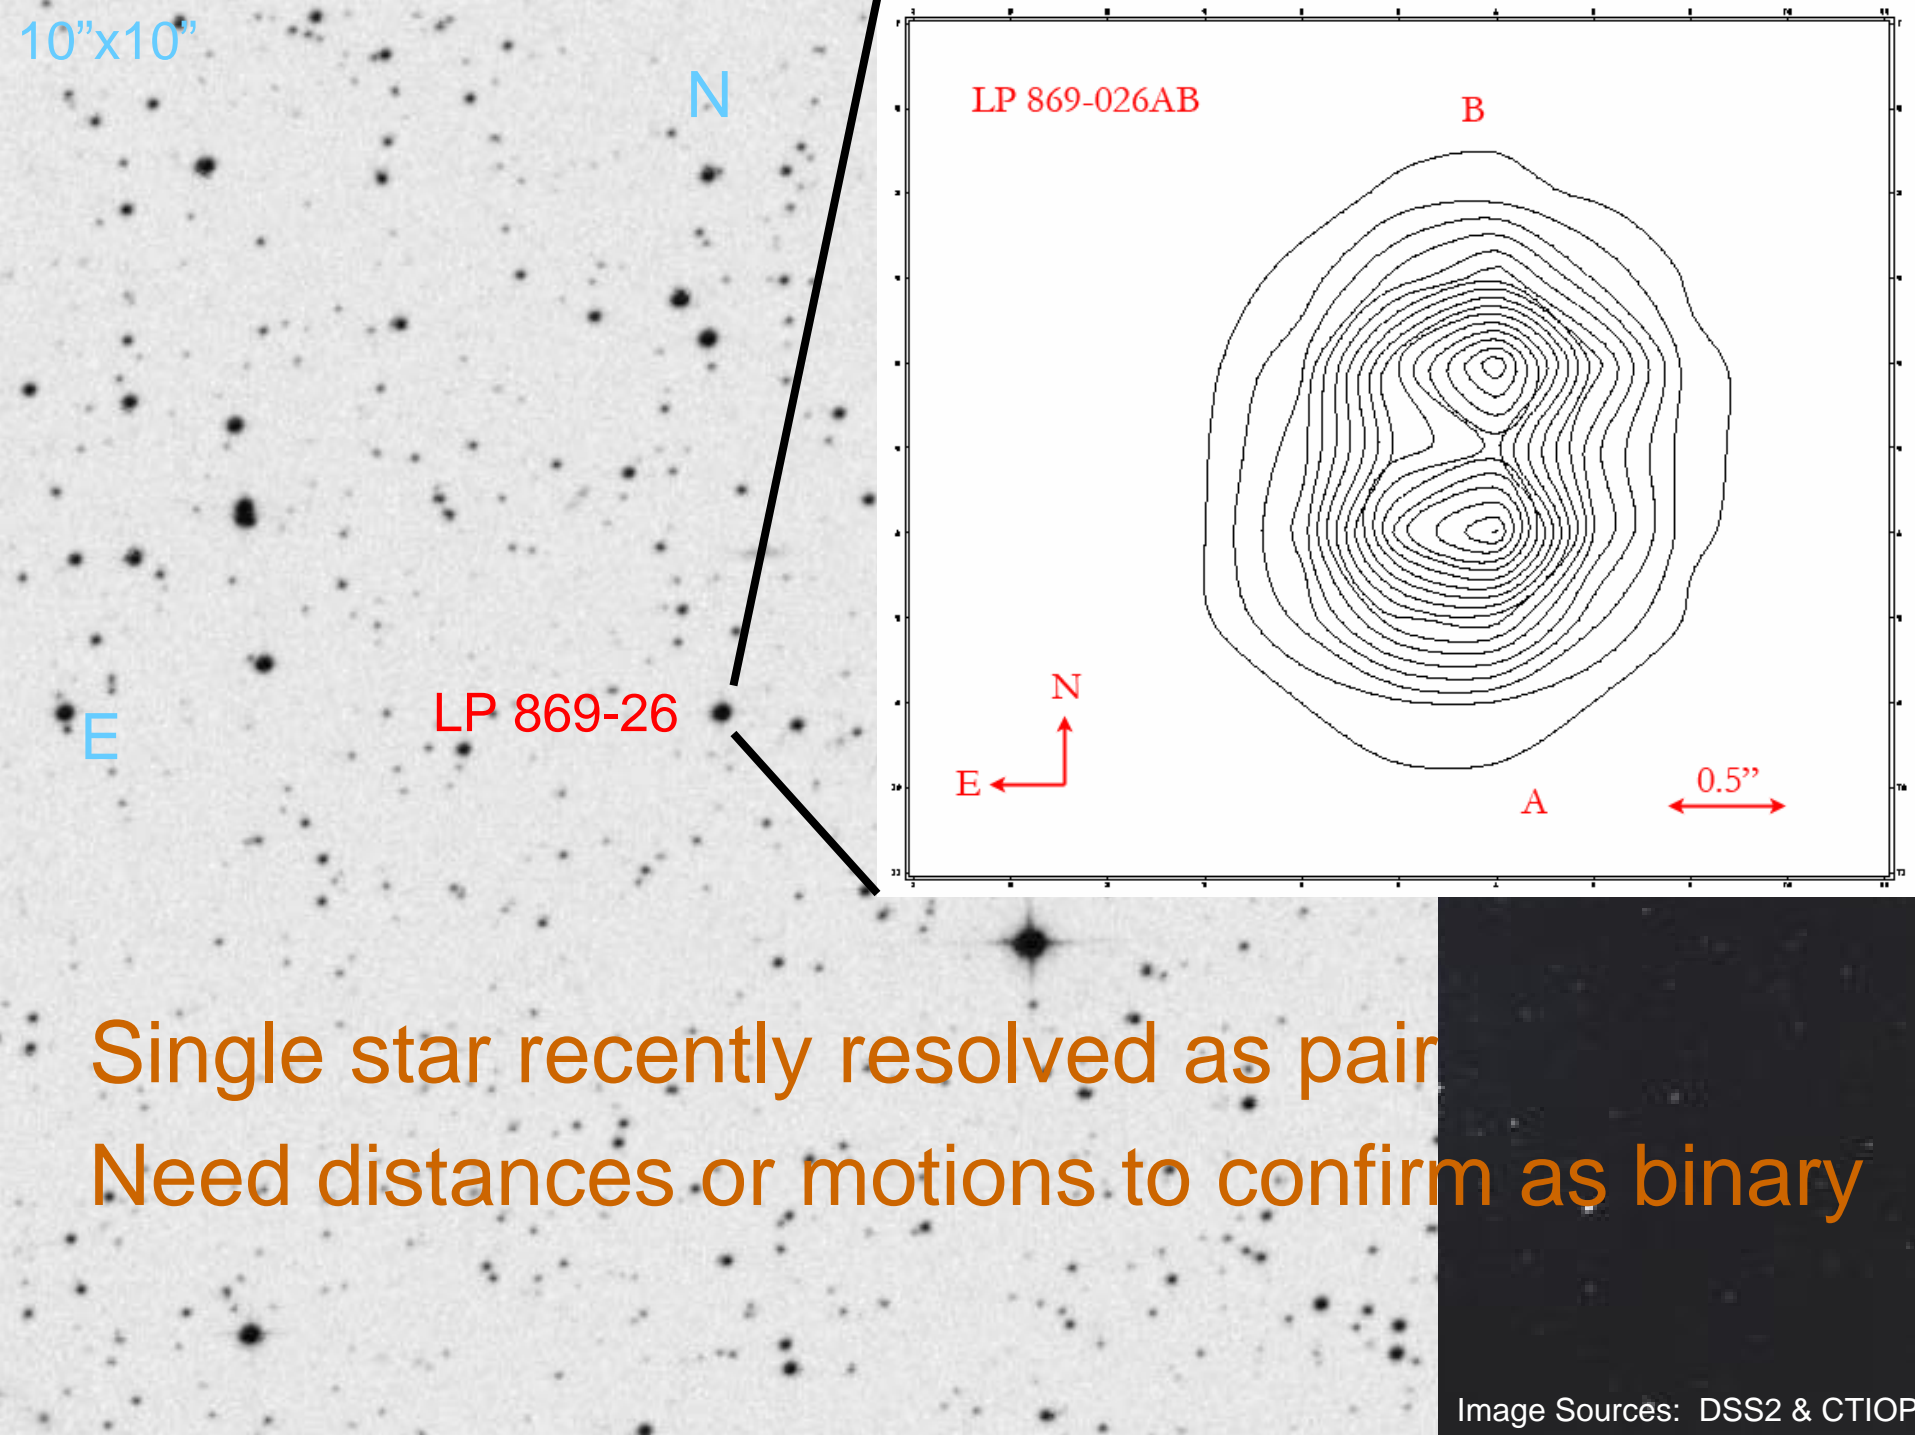 10”x10”
N
E
LP 869-26
LP 869-026AB
B
N
E
A
0.5”
Single star recently resolved as pair
Need distances or motions to confirm as binary
Image Sources: DSS2 & CTIOP